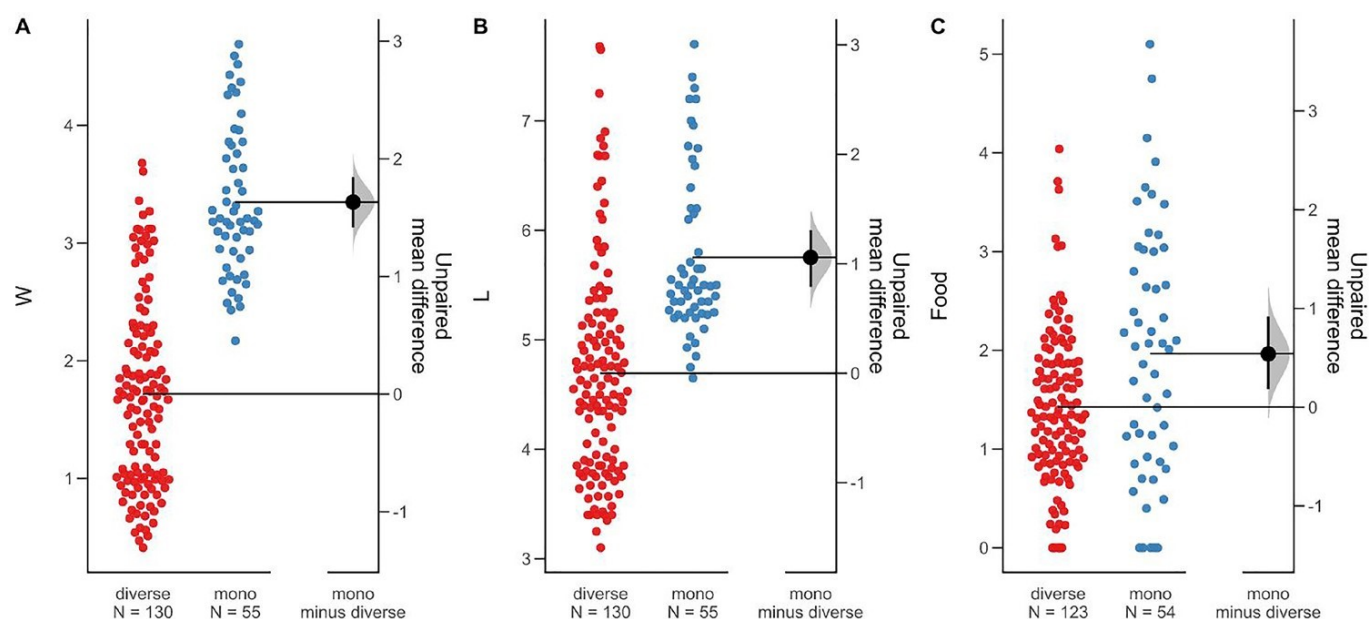 A
W
4
3
2
1
3
2
1
0
-1
Unpaired
mean difference
diverse
N = 130
mono
N = 55
mono
minus diverse
B
L
7
6
5
4
3
3
2
1
0
-1
Unpaired
mean difference
diverse
N = 130
mono
N = 55
mono
minus diverse
C
Food
5
4
3
2
1
0
3
2
1
0
-1
Unpaired
mean difference
diverse
N = 123
mono
N = 54
mono
minus diverse